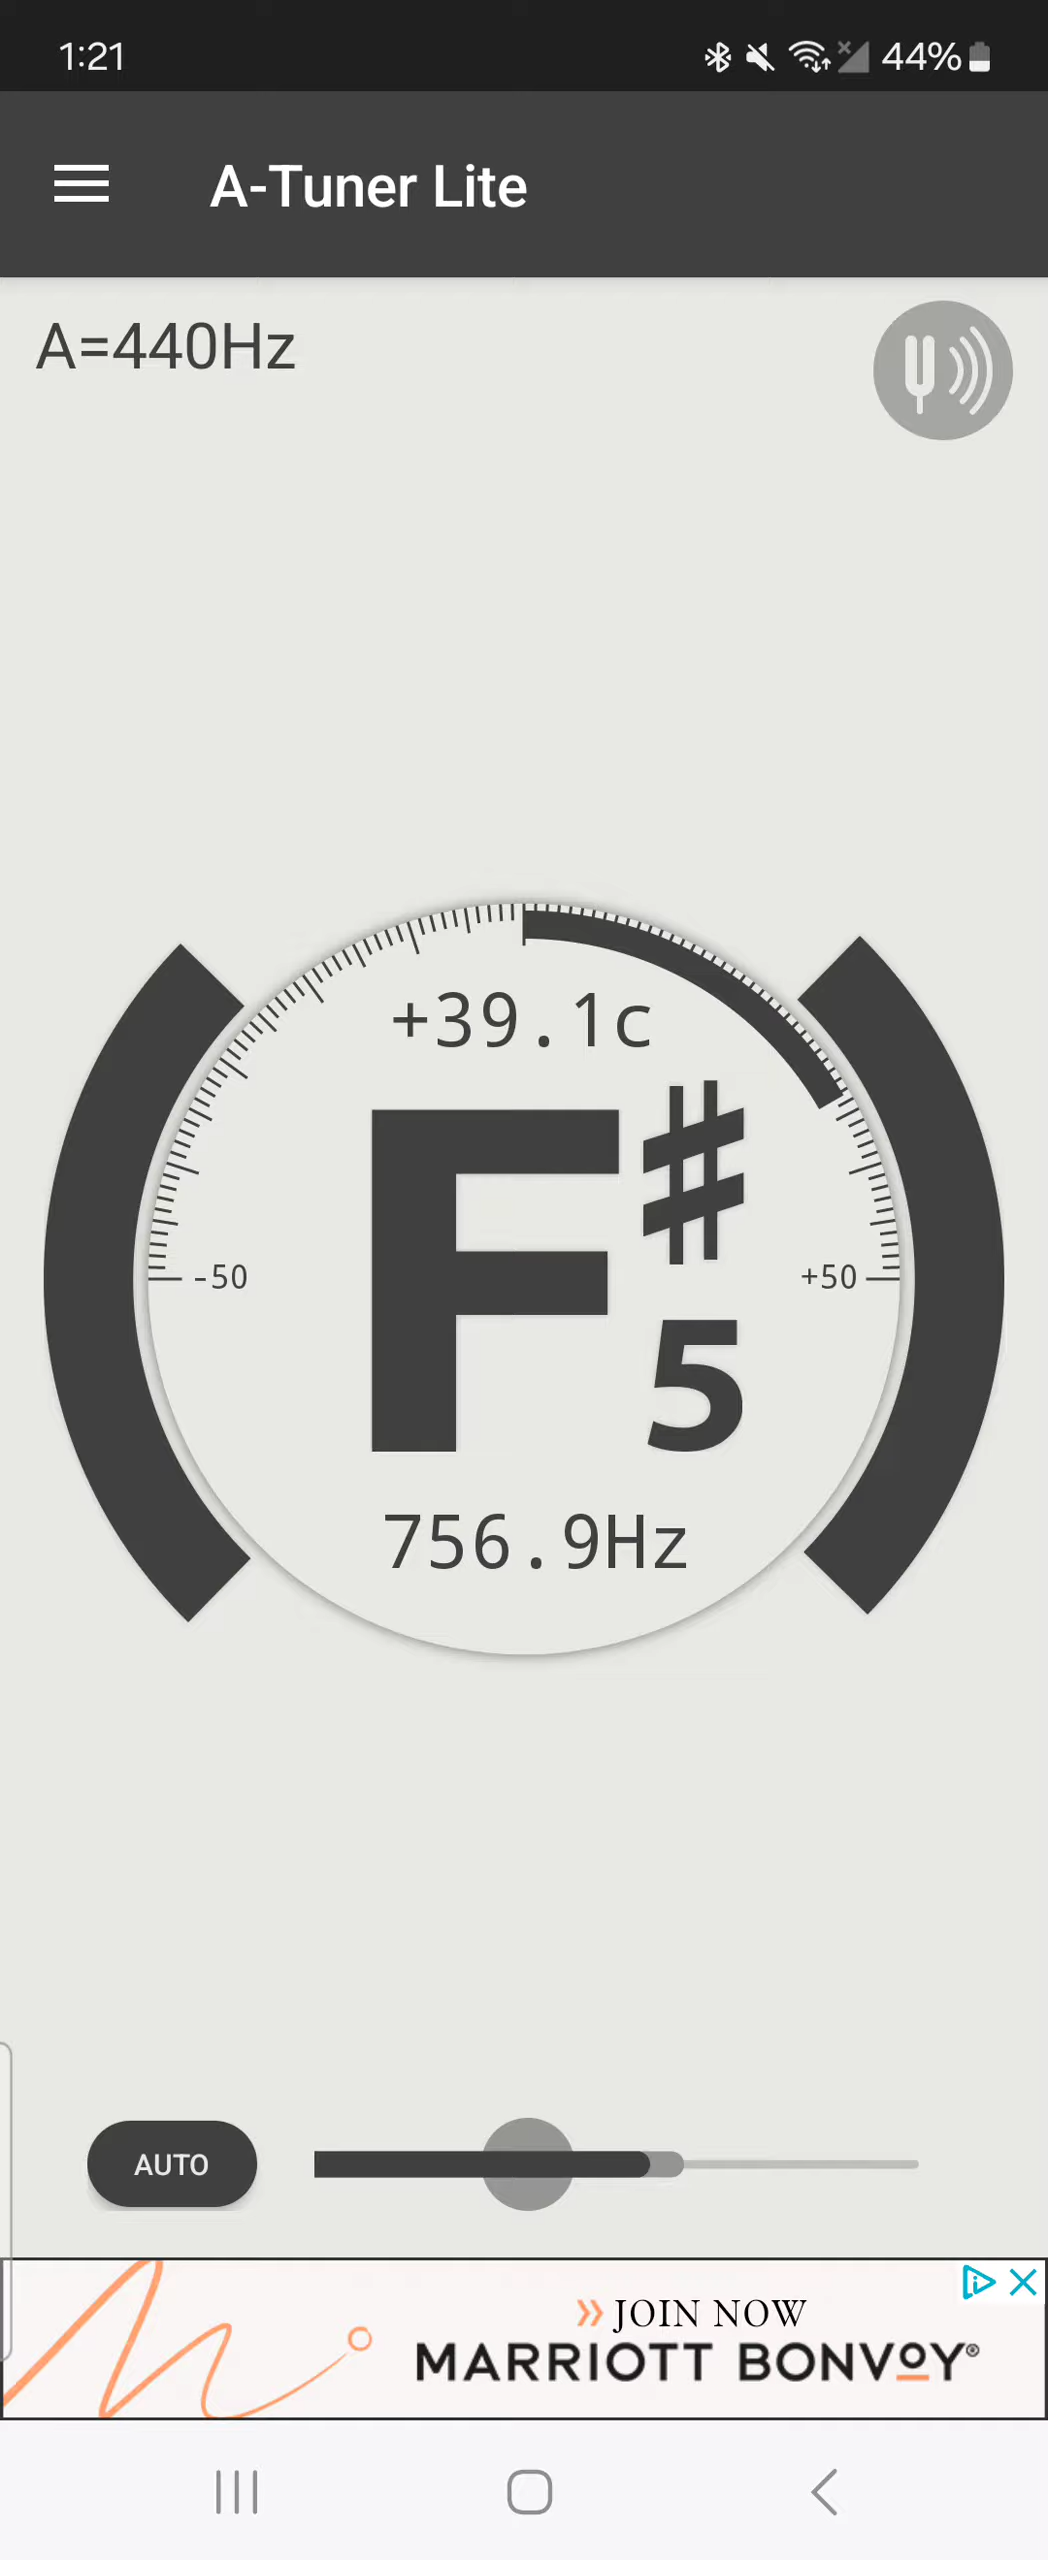 1:21
44%
A-Tuner Lite
A=440Hz
+39.1c
F♯5
-50
+50
756.9Hz
AUTO
JOIN NOW
MARRIOTT BONVOY®